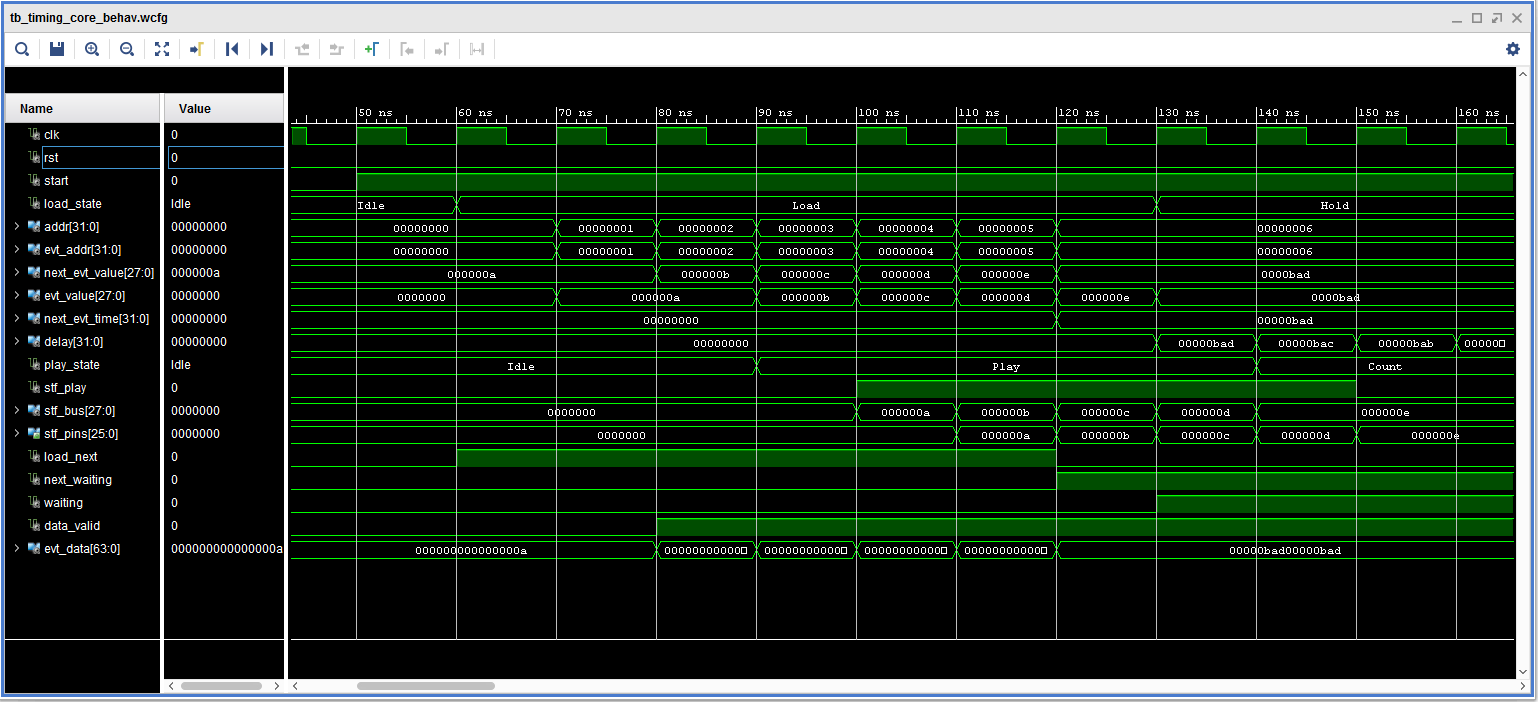 tb_timing_core_behav.wcfg
Name Value
50 ns 60 ns 70 ns 80 ns 90 ns 100 ns 110 ns 120 ns 130 ns 140 ns 150 ns 160 ns
clk 0
rst 0
start 0
load_state Idle Idle Load Hold
addr[31:0] 00000000 00000000 00000001 00000002 00000003 00000004 00000005 00000006
evt_addr[31:0] 00000000 00000000 00000001 00000002 00000003 00000004 00000005 00000006
next_evt_value[27:0] 000000a 000000a 000000b 000000c 000000d 000000e 0000bad
evt_value[27:0] 0000000 0000000 000000a 000000b 000000c 000000d 000000e 0000bad
next_evt_time[31:0] 00000000 00000000 00000bad
delay[31:0] 00000000 00000000 00000bad 00000bac 00000bab 00000□
play_state Idle Idle Play Count
stf_play 0
stf_bus[27:0] 0000000 0000000 000000a 000000b 000000c 000000d 000000e
stf_pins[25:0] 0000000 0000000 000000a 000000b 000000c 000000d 000000e
load_next 0
next_waiting 0
waiting 0
data_valid 0
evt_data[63:0] 000000000000000a 000000000000000a 00000000000□ 00000000000□ 00000000000□ 00000000000□ 00000bad00000bad